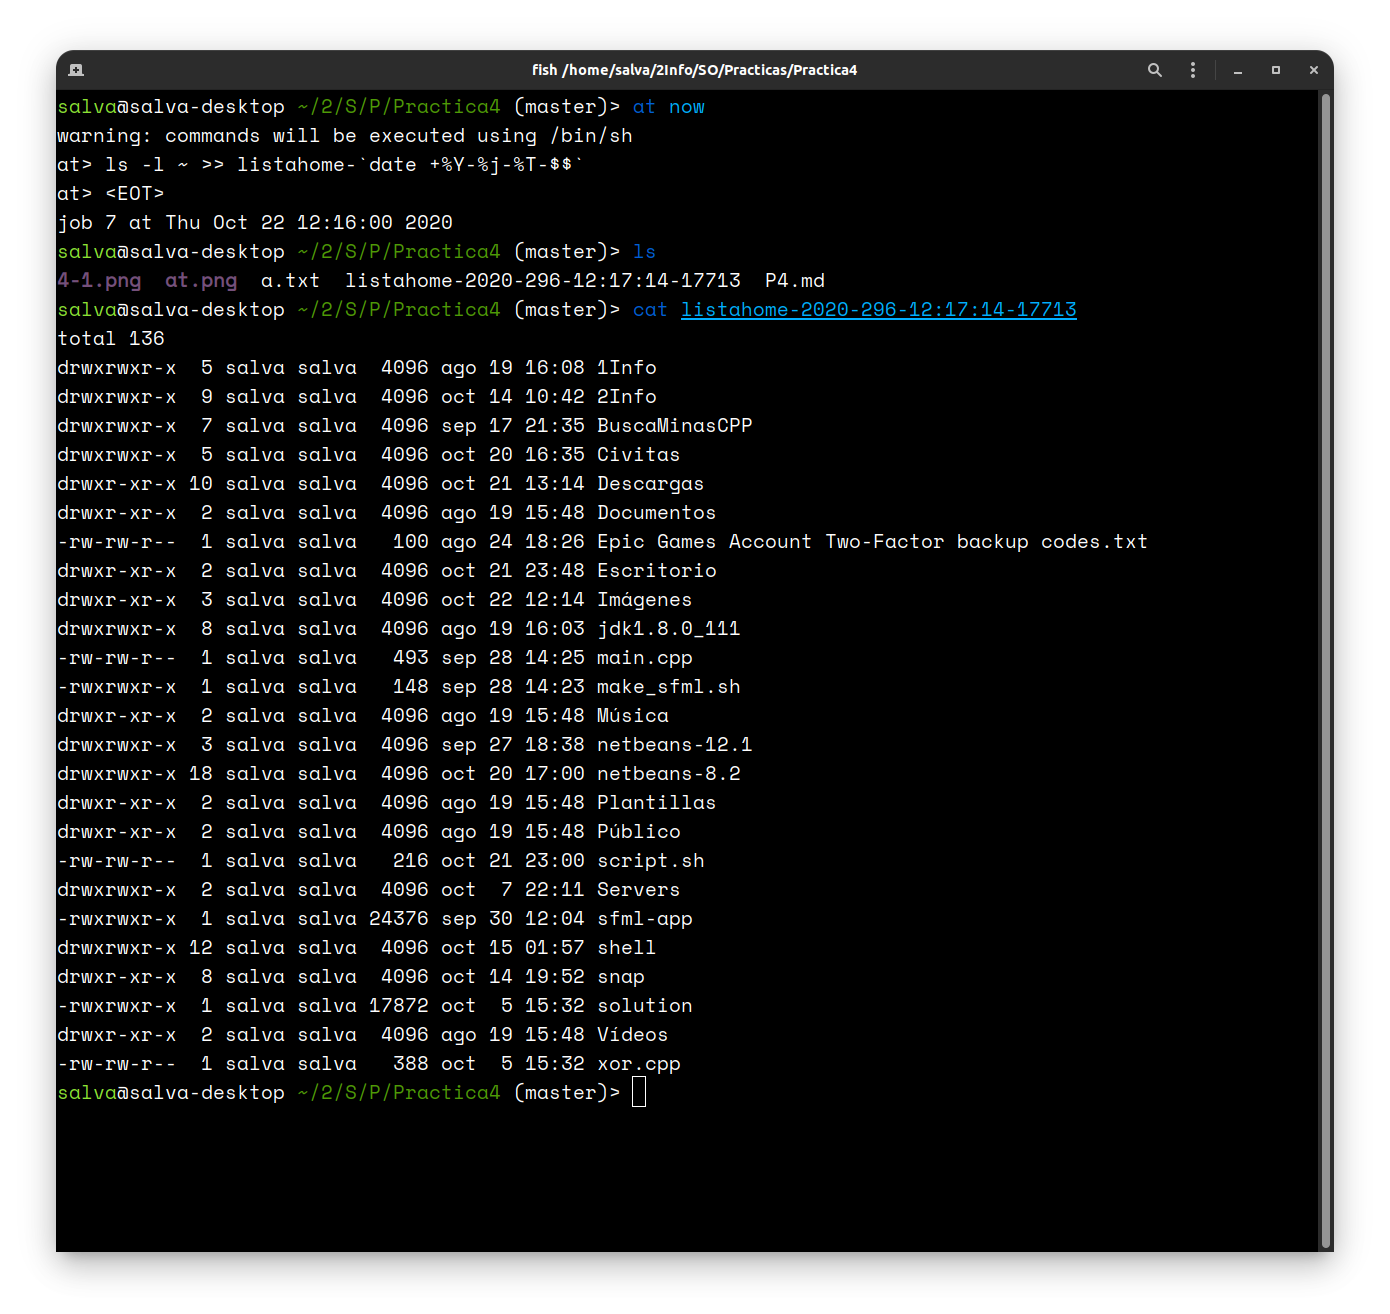 fish /home/salva/2Info/SO/Practicas/Practica4
salva@salva-desktop ~/2/S/P/Practica4 (master)> at now
warning: commands will be executed using /bin/sh
at> ls -l ~ >> listahome-`date +%Y-%j-%T-$$`
at> <EOT>
job 7 at Thu Oct 22 12:16:00 2020
salva@salva-desktop ~/2/S/P/Practica4 (master)> ls
4-1.png  at.png  a.txt  listahome-2020-296-12:17:14-17713  P4.md
salva@salva-desktop ~/2/S/P/Practica4 (master)> cat listahome-2020-296-12:17:14-17713
total 136
drwxrwxr-x  5 salva salva  4096 ago 19 16:08 1Info
drwxrwxr-x  9 salva salva  4096 oct 14 10:42 2Info
drwxrwxr-x  7 salva salva  4096 sep 17 21:35 BuscaMinasCPP
drwxrwxr-x  5 salva salva  4096 oct 20 16:35 Civitas
drwxr-xr-x 10 salva salva  4096 oct 21 13:14 Descargas
drwxr-xr-x  2 salva salva  4096 ago 19 15:48 Documentos
-rw-rw-r--  1 salva salva   100 ago 24 18:26 Epic Games Account Two-Factor backup codes.txt
drwxr-xr-x  2 salva salva  4096 oct 21 23:48 Escritorio
drwxr-xr-x  3 salva salva  4096 oct 22 12:14 Imágenes
drwxrwxr-x  8 salva salva  4096 ago 19 16:03 jdk1.8.0_111
-rw-rw-r--  1 salva salva   493 sep 28 14:25 main.cpp
-rwxrwxr-x  1 salva salva   148 sep 28 14:23 make_sfml.sh
drwxr-xr-x  2 salva salva  4096 ago 19 15:48 Música
drwxrwxr-x  3 salva salva  4096 sep 27 18:38 netbeans-12.1
drwxrwxr-x 18 salva salva  4096 oct 20 17:00 netbeans-8.2
drwxr-xr-x  2 salva salva  4096 ago 19 15:48 Plantillas
drwxr-xr-x  2 salva salva  4096 ago 19 15:48 Público
-rw-rw-r--  1 salva salva   216 oct 21 23:00 script.sh
drwxrwxr-x  2 salva salva  4096 oct  7 22:11 Servers
-rwxrwxr-x  1 salva salva 24376 sep 30 12:04 sfml-app
drwxrwxr-x 12 salva salva  4096 oct 15 01:57 shell
drwxr-xr-x  8 salva salva  4096 oct 14 19:52 snap
-rwxrwxr-x  1 salva salva 17872 oct  5 15:32 solution
drwxr-xr-x  2 salva salva  4096 ago 19 15:48 Vídeos
-rw-rw-r--  1 salva salva   388 oct  5 15:32 xor.cpp
salva@salva-desktop ~/2/S/P/Practica4 (master)>